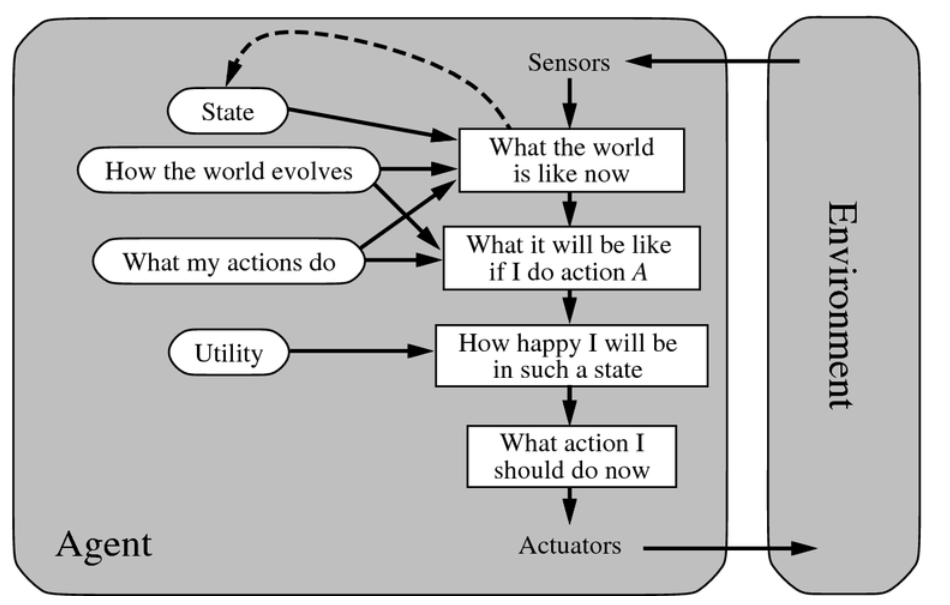 Sensors
State
What the world
is like now
How the world evolves
What my actions do
What it will be like
if I do action A
Utility
How happy I will be
in such a state
What action I
should do now
Agent
Actuators
Environment